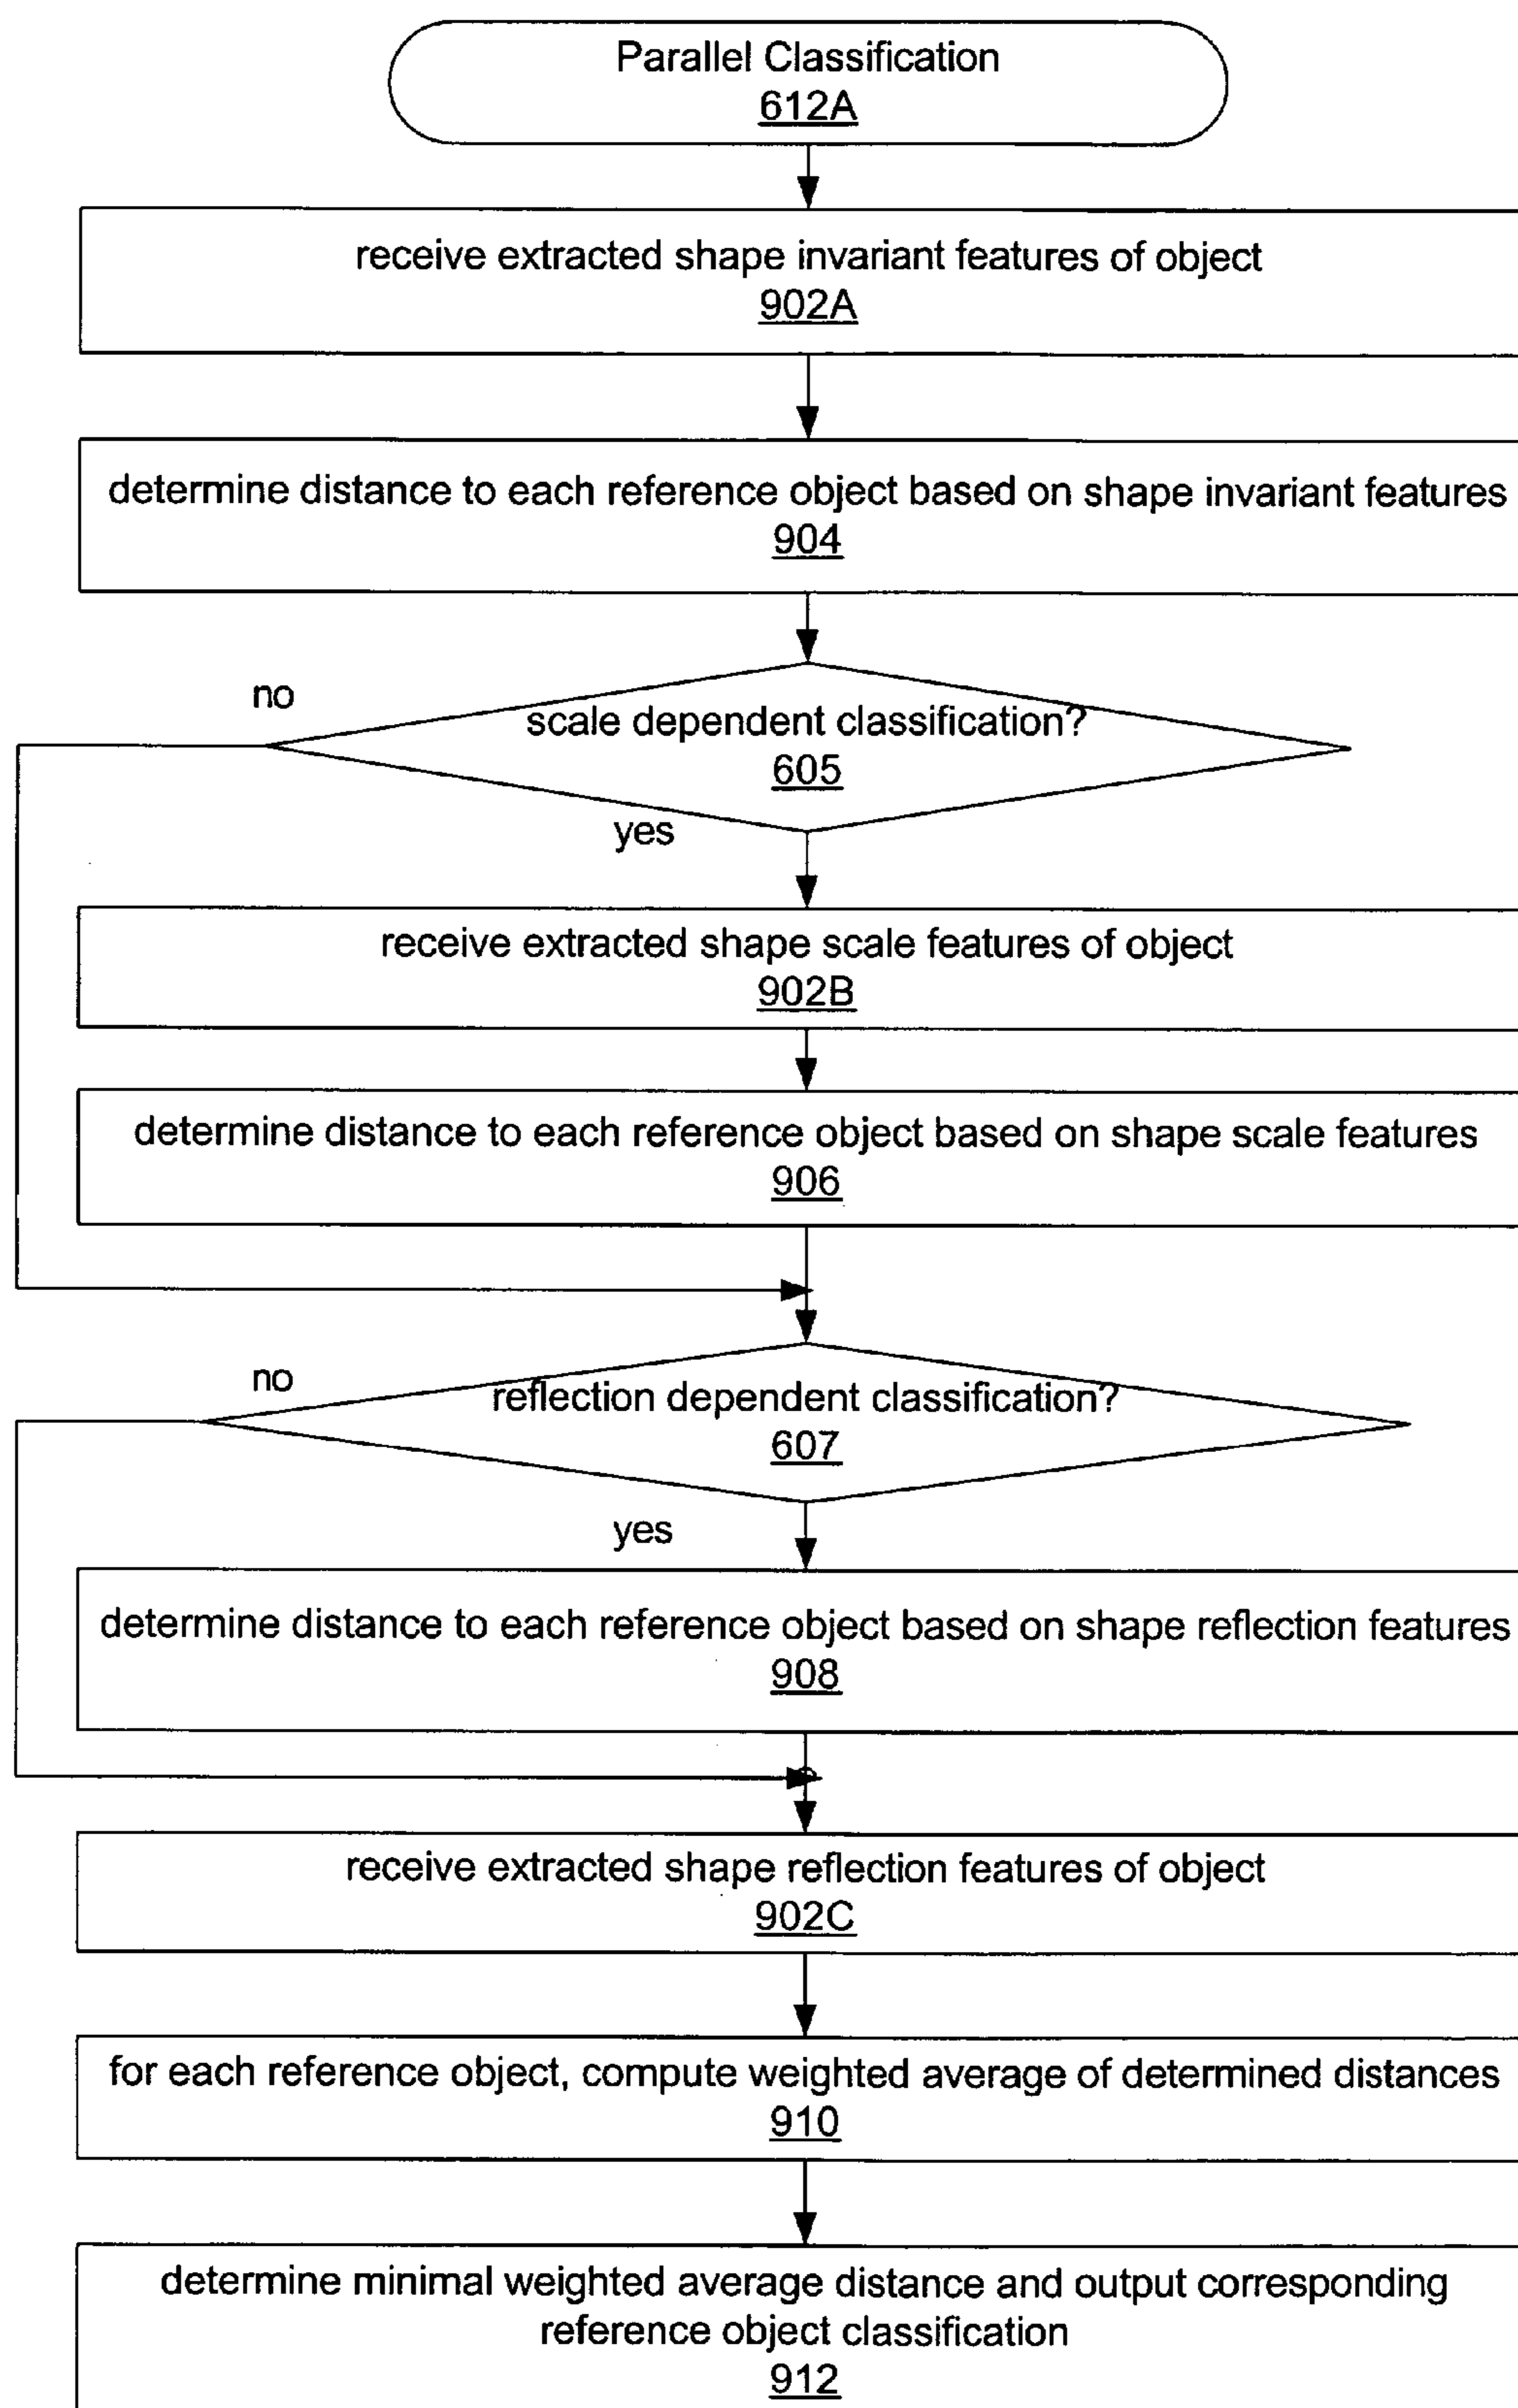 Parallel Classification
612A
receive extracted shape invariant features of object
902A
determine distance to each reference object based on shape invariant features
904
no
scale dependent classification?
605
yes
receive extracted shape scale features of object
902B
determine distance to each reference object based on shape scale features
906
no
reflection dependent classification?
607
yes
determine distance to each reference object based on shape reflection features
908
receive extracted shape reflection features of object
902C
for each reference object, compute weighted average of determined distances
910
determine minimal weighted average distance and output corresponding
reference object classification
912